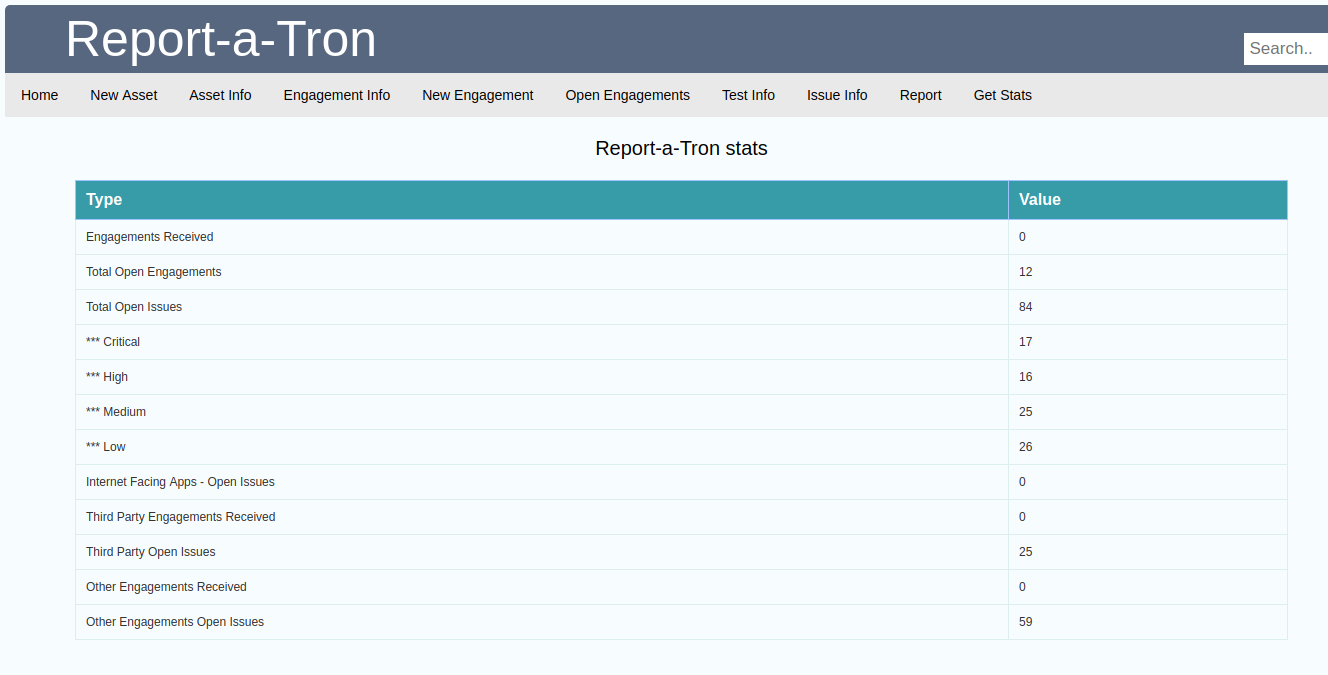 Report-a-Tron
Search..
Home New Asset Asset Info Engagement Info New Engagement Open Engagements Test Info Issue Info Report Get Stats
Report-a-Tron stats
Type Value
Engagements Received 0
Total Open Engagements 12
Total Open Issues 84
*** Critical 17
*** High 16
*** Medium 25
*** Low 26
Internet Facing Apps - Open Issues 0
Third Party Engagements Received 0
Third Party Open Issues 25
Other Engagements Received 0
Other Engagements Open Issues 59